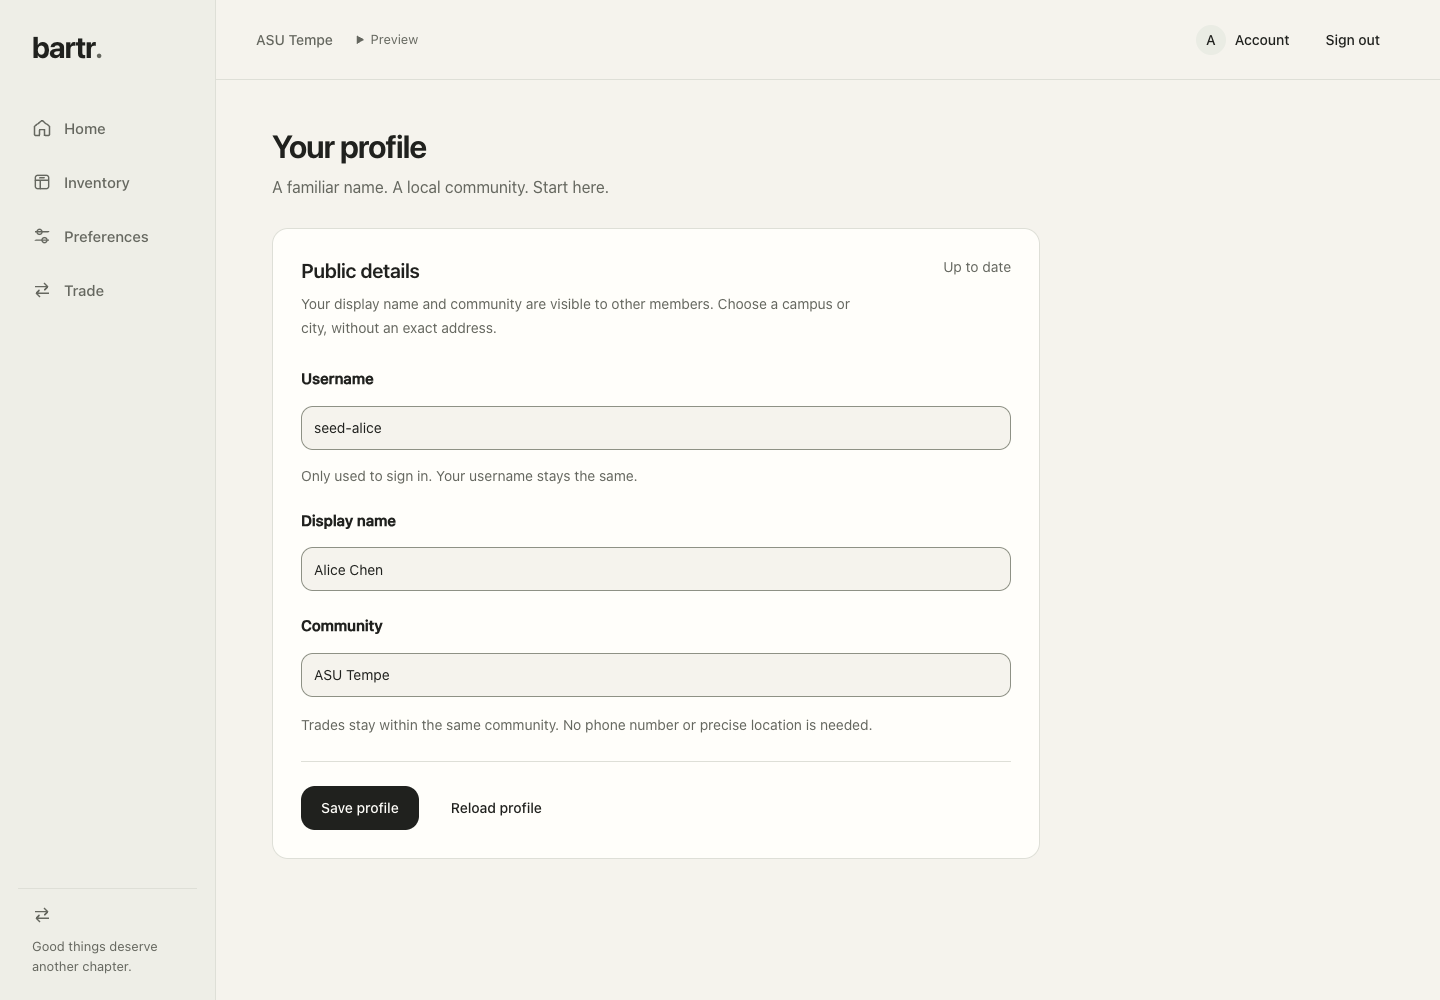 bartr.
Home
Inventory
Preferences
Trade
Good things deserve
another chapter.
ASU Tempe
Preview
A
Account
Sign out
Your profile
A familiar name. A local community. Start here.
Public details
Up to date
Your display name and community are visible to other members. Choose a campus or
city, without an exact address.
Username
seed-alice
Only used to sign in. Your username stays the same.
Display name
Alice Chen
Community
ASU Tempe
Trades stay within the same community. No phone number or precise location is needed.
Save profile
Reload profile